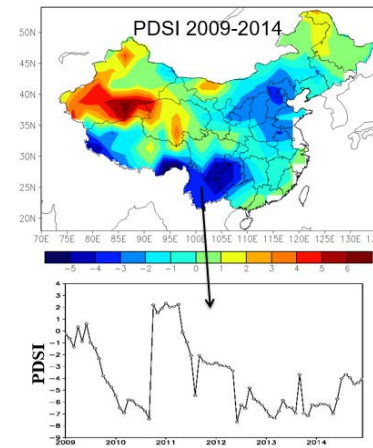 PDSI 2009-2014
50N
45N
40N
35N
30N
25N
20N
70E 75E 80E 85E 90E 95E 100E 105E 110E 115E 120E 125E 130E
-5 -4 -3 -2 -1 0 1 2 3 4 5 6
PDSI
4
3
2
1
0
-1
-2
-3
-4
-5
-6
-7
-8
-9
2009 2010 2011 2012 2013 2014